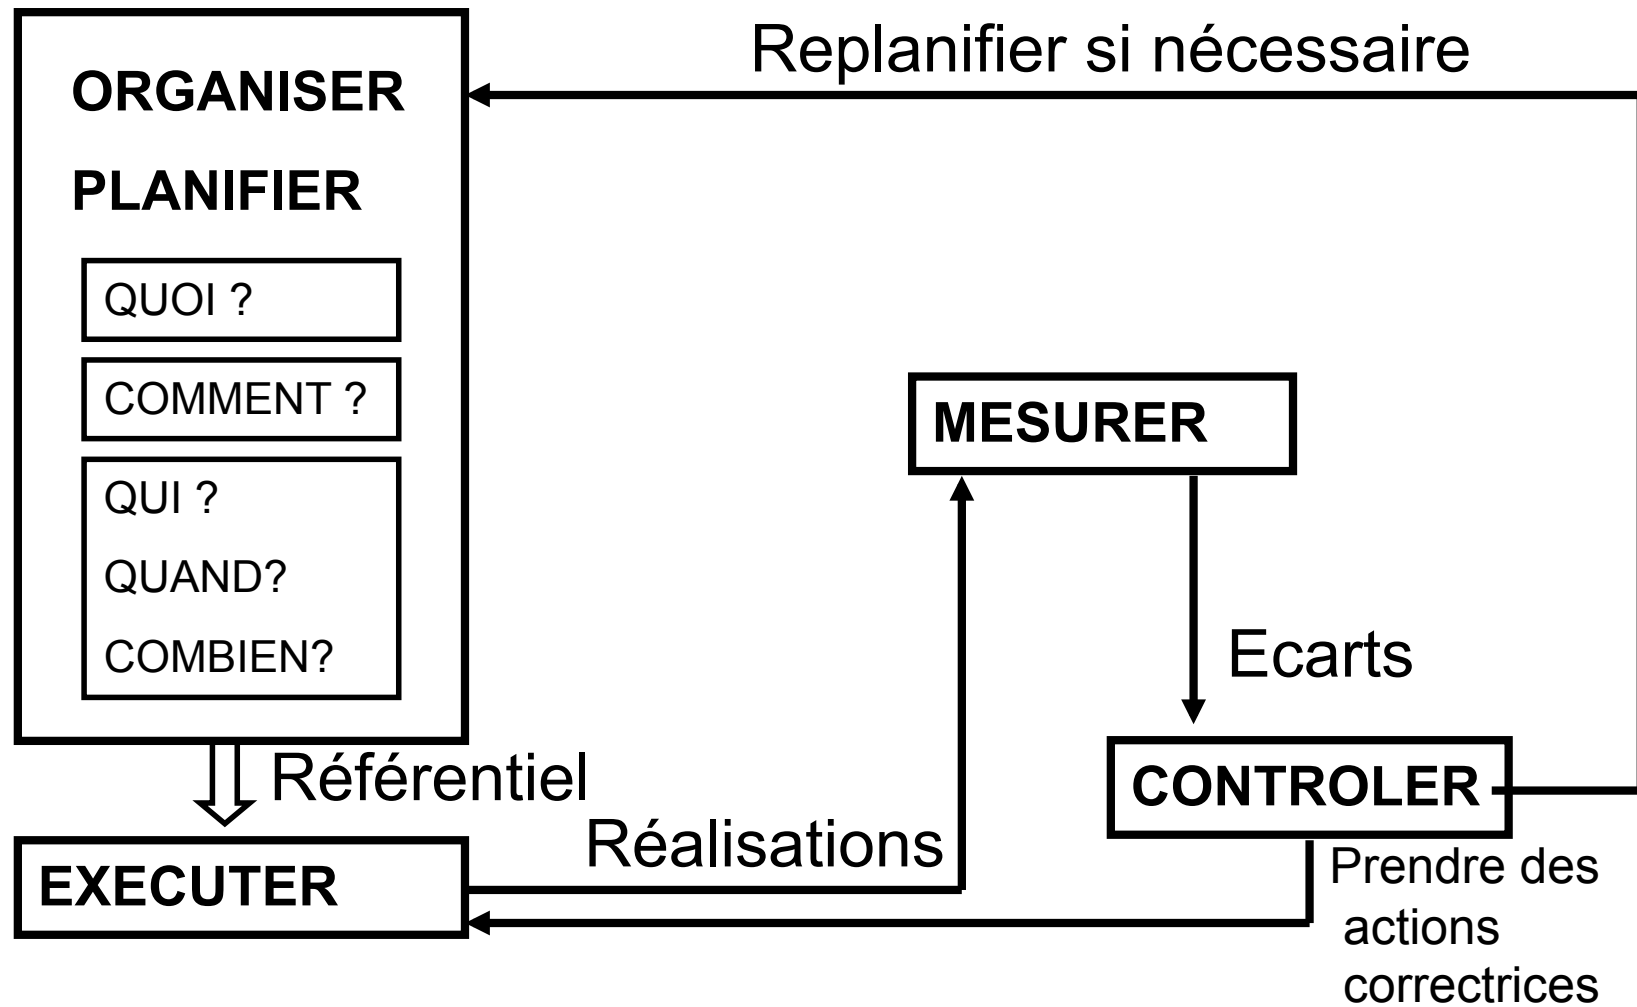 Replanifier si nécessaire
ORGANISER
PLANIFIER
QUOI ?
COMMENT ?
QUI ?
QUAND?
COMBIEN?
MESURER
Ecarts
Référentiel
CONTROLER
Réalisations
EXECUTER
Prendre des
actions
correctrices